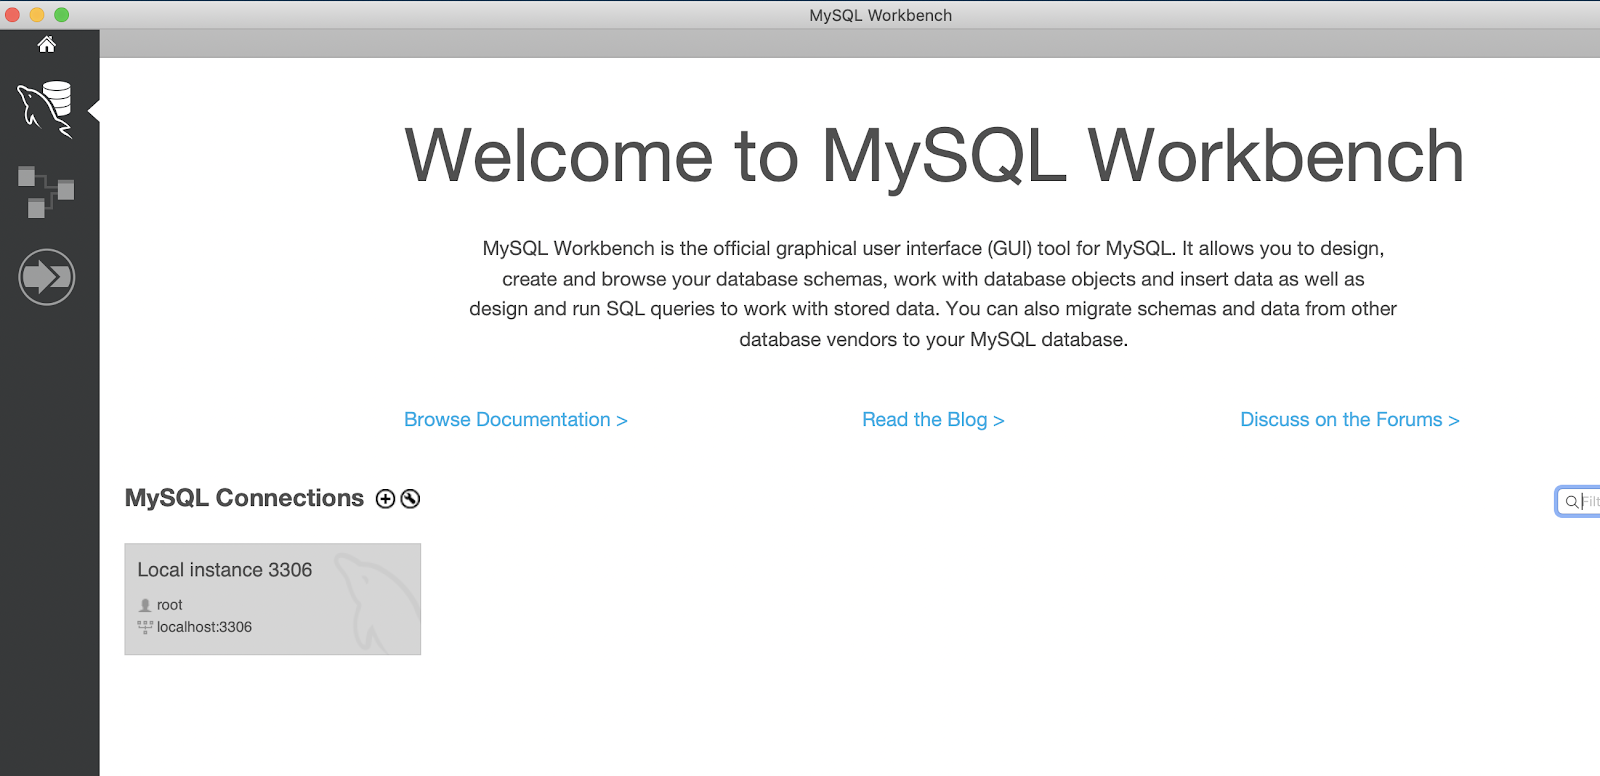 MySQL Workbench
Welcome to MySQL Workbench
MySQL Workbench is the official graphical user interface (GUI) tool for MySQL. It allows you to design,
create and browse your database schemas, work with database objects and insert data as well as
design and run SQL queries to work with stored data. You can also migrate schemas and data from other
database vendors to your MySQL database.
Browse Documentation >
Read the Blog >
Discuss on the Forums >
MySQL Connections
Filt
Local instance 3306
root
localhost:3306